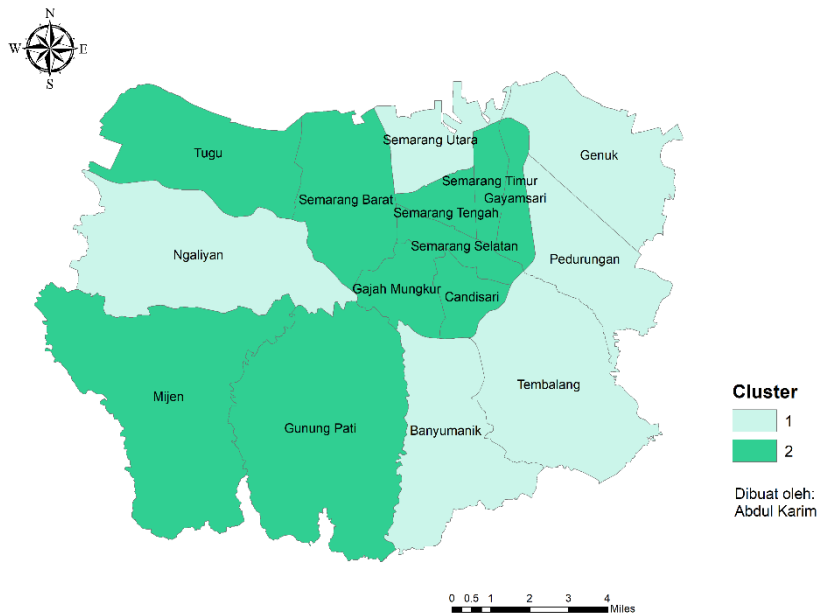 N
W E
S
Semarang Utara
Genuk
Tugu
Semarang Timur
Semarang Barat
Gayamsari
Semarang Tengah
Semarang Selatan
Ngaliyan
Pedurungan
Gajah Mungkur
Candisari
Tembalang
Mijen
Gunung Pati
Banyumanik
Cluster
1
2
Dibuat oleh:
Abdul Karim
0 0.5 1 2 3 4
Miles